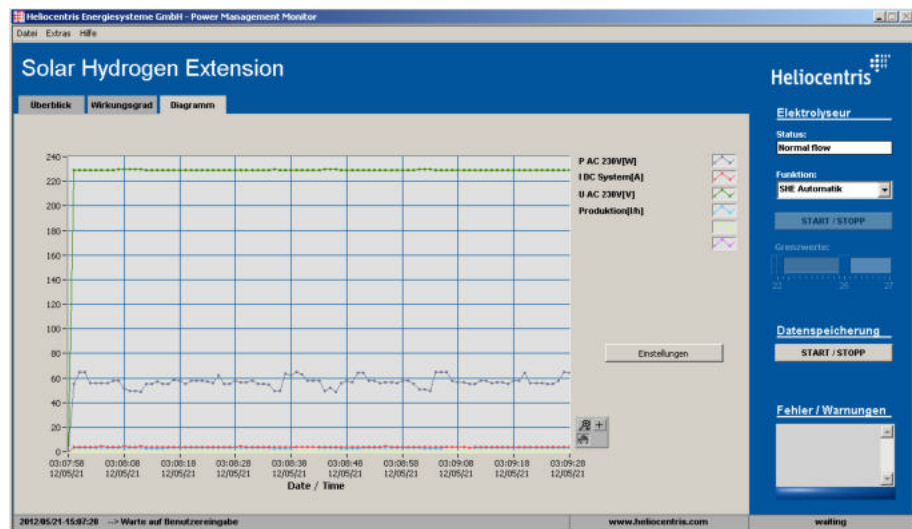 Heliocentris Energiesysteme GmbH - Power Management Monitor
Datei Extras Hilfe
Solar Hydrogen Extension
Heliocentris
Überblick Wirkungsgrad Diagramm
240
220
200
180
160
140
120
100
80
60
40
20
0
03:07:58 03:08:08 03:08:18 03:08:28 03:08:38 03:08:48 03:08:58 03:09:08 03:09:18 03:09:28
12/05/21 12/05/21 12/05/21 12/05/21 12/05/21 12/05/21 12/05/21 12/05/21 12/05/21 12/05/21
Date / Time
P AC 230V[W]
I DC System[A]
U AC 230V[V]
Produktion[l/h]
Einstellungen
Elektrolyseur
Status:
Normal flow
Funktion:
SHE Automatik
START / STOPP
Grenzwerte:
22 26 27
Datenspeicherung
START / STOPP
Fehler / Warnungen
2012/05/21-15:07:20 --> Warte auf Benutzereingabe www.heliocentris.com waiting